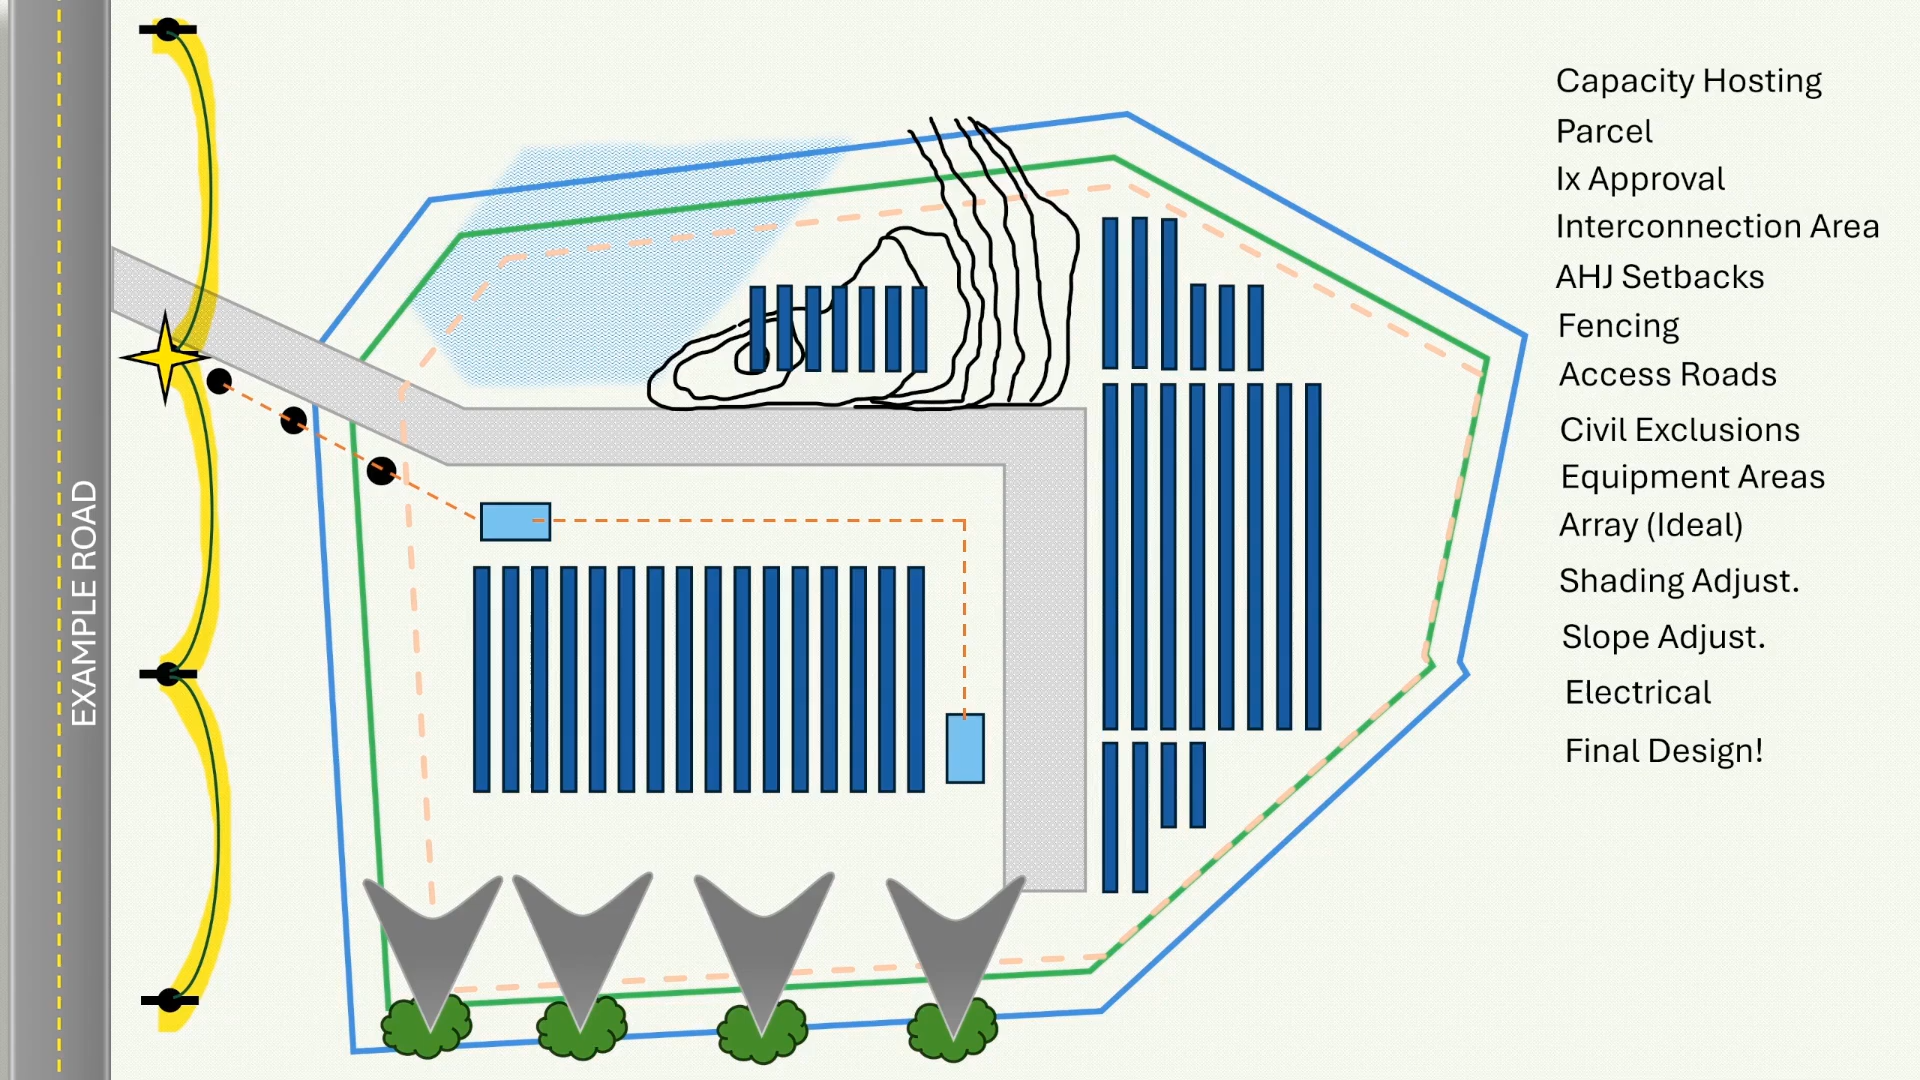 EXAMPLE ROAD
Capacity Hosting
Parcel
Ix Approval
Interconnection Area
AHJ Setbacks
Fencing
Access Roads
Civil Exclusions
Equipment Areas
Array (Ideal)
Shading Adjust.
Slope Adjust.
Electrical
Final Design!